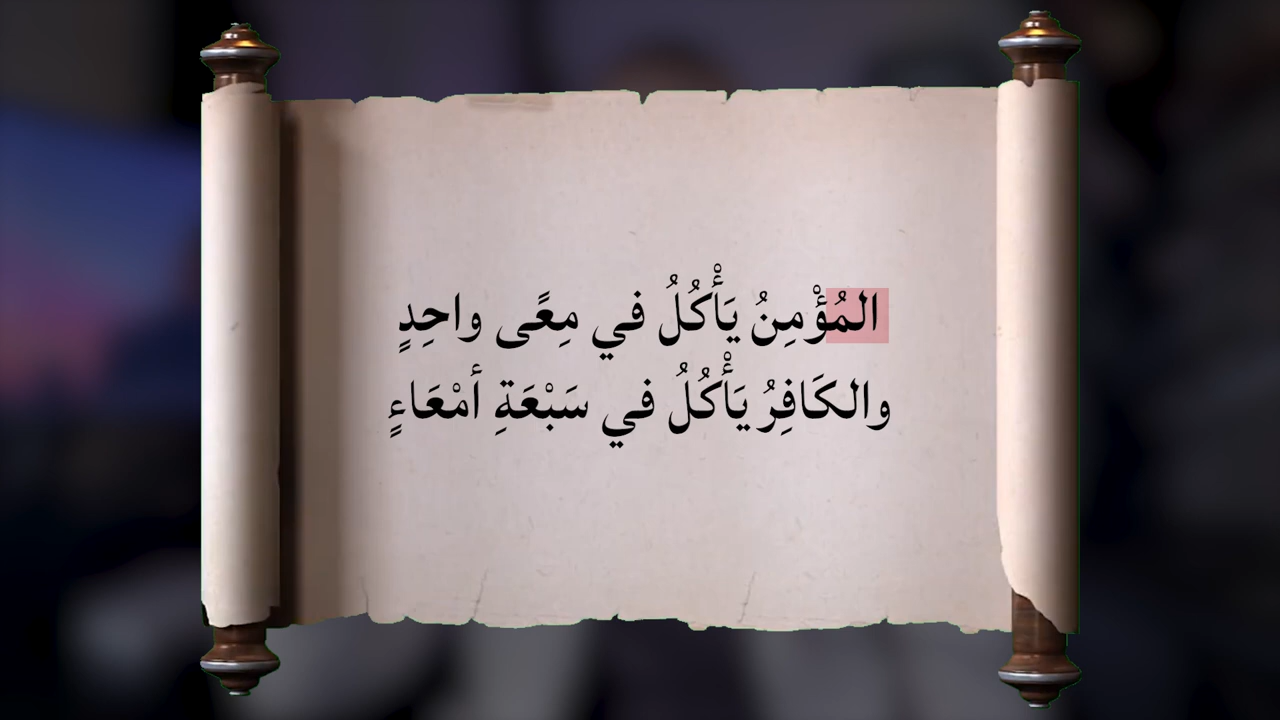 المُؤْمِنُ يَأْكُلُ في مِعًى واحِدٍ
والكَافِرُ يَأْكُلُ في سَبْعَةِ أمْعَاءٍ